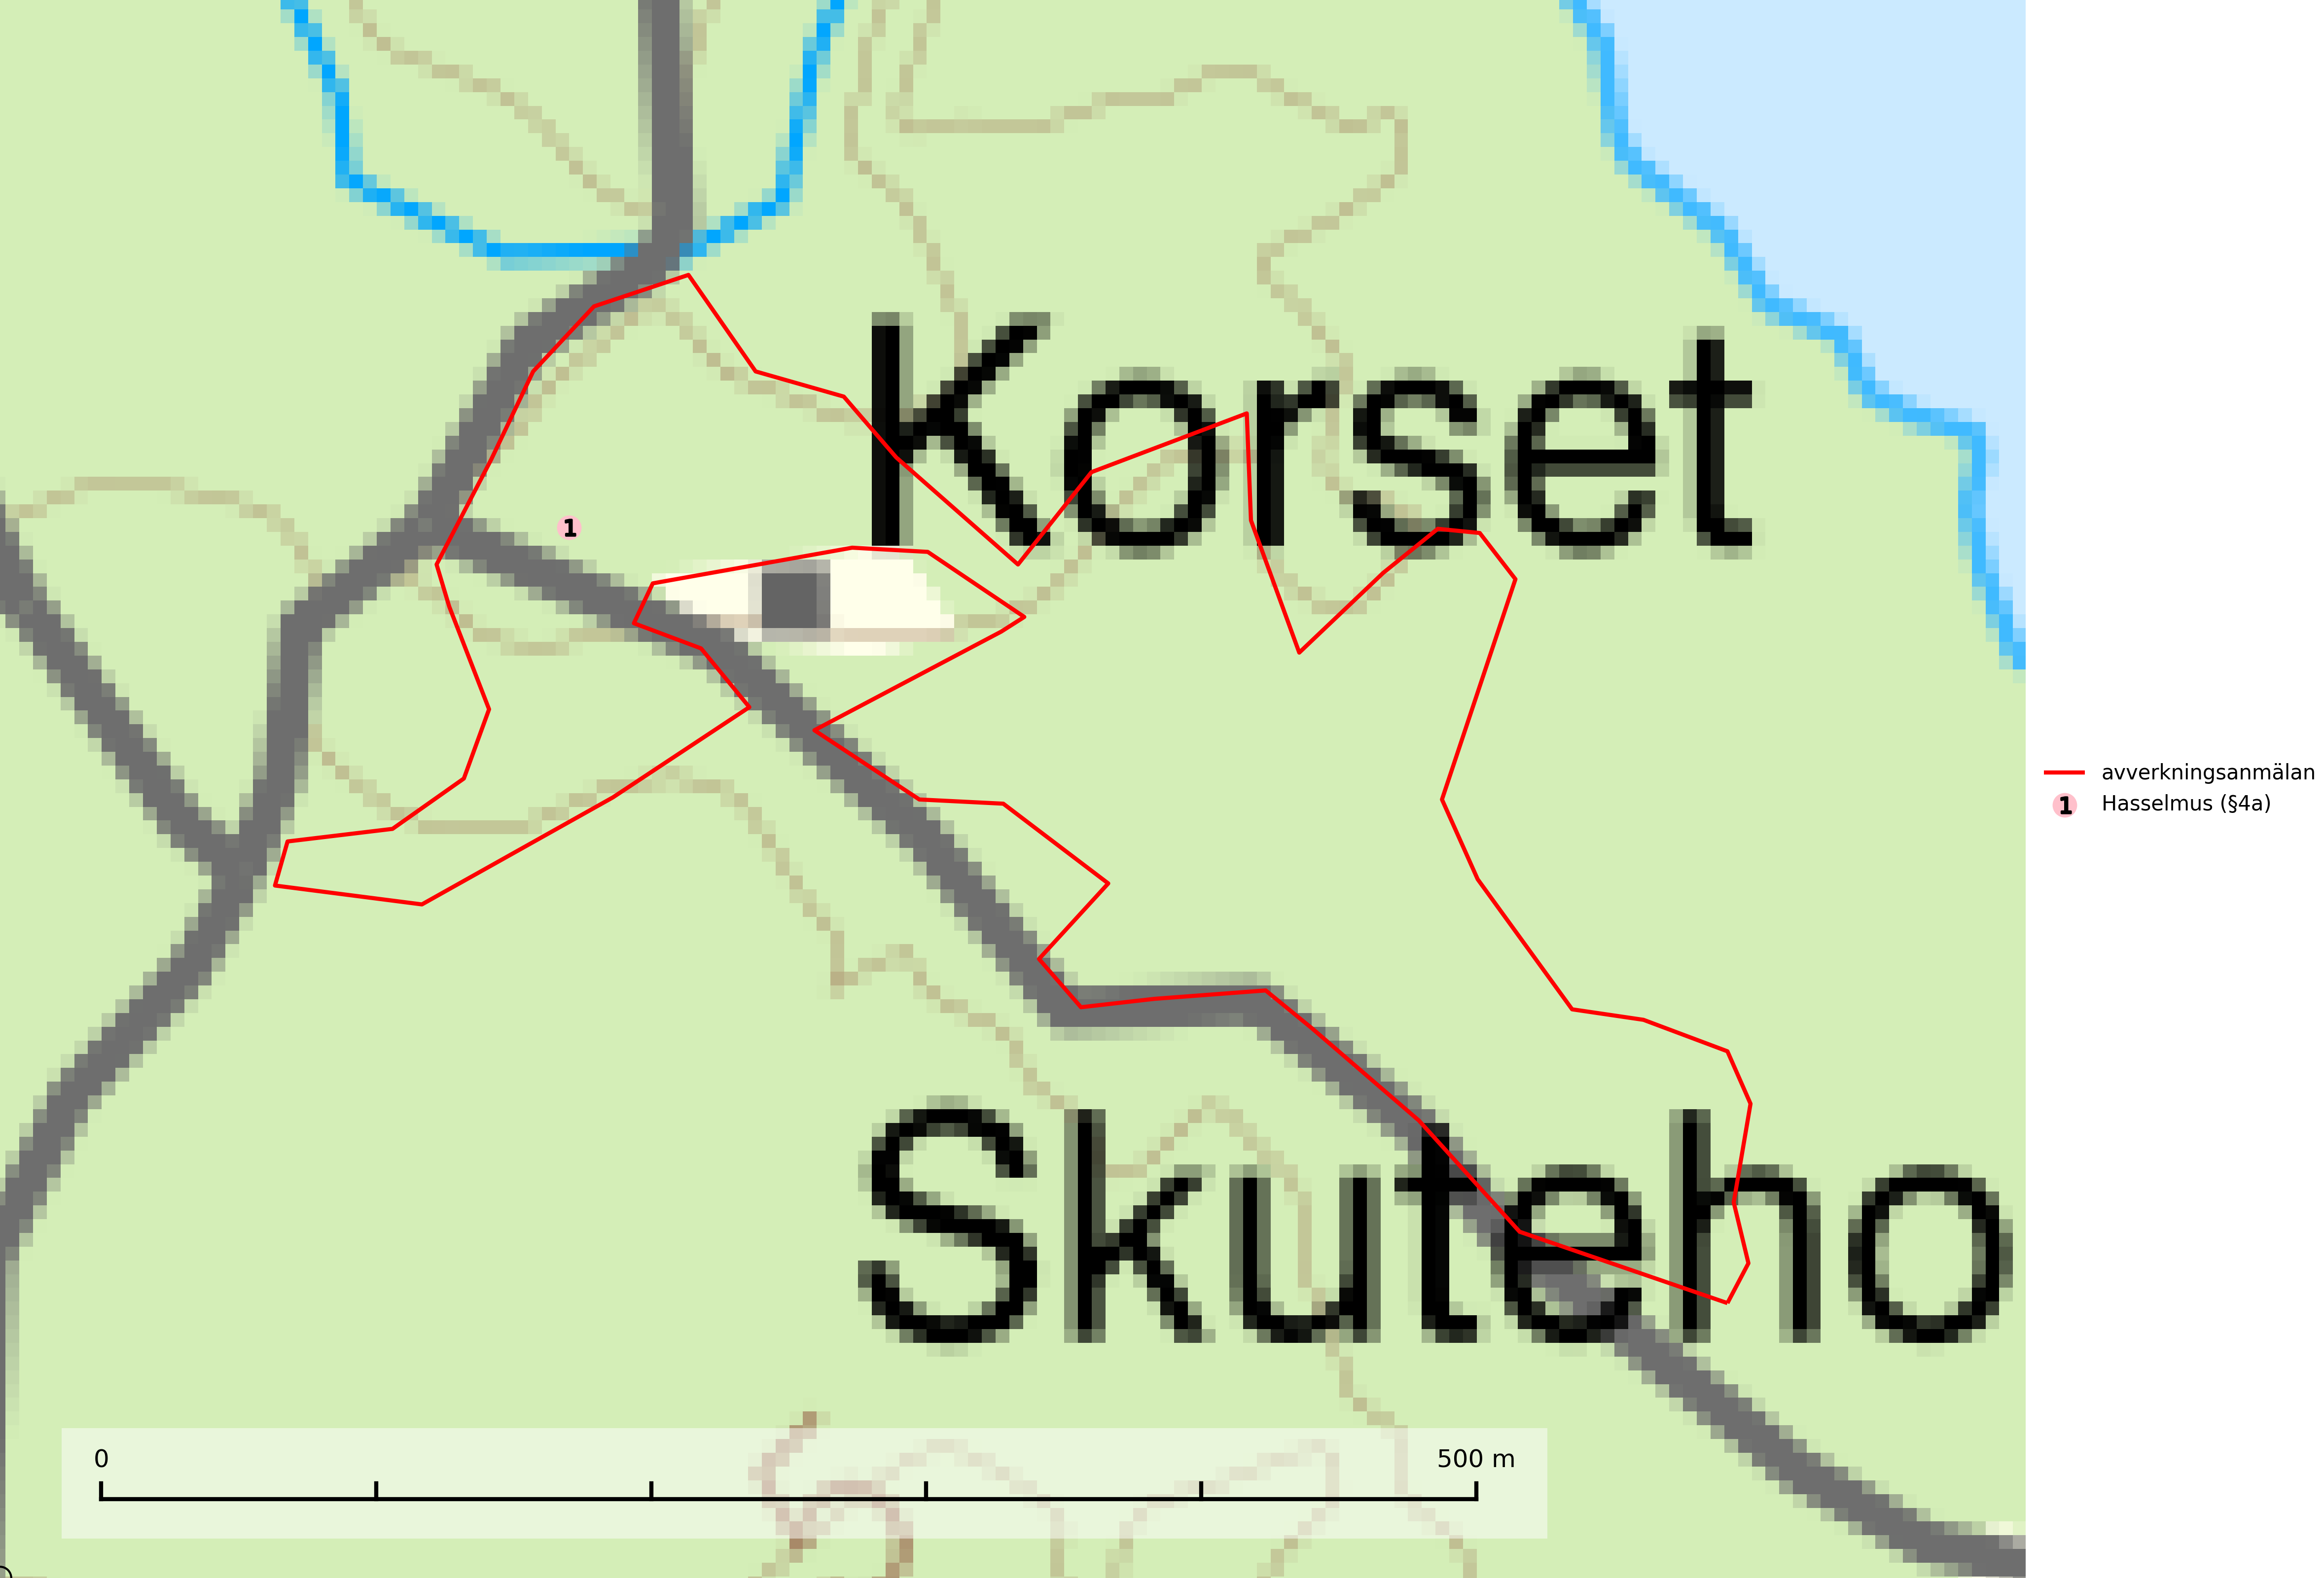 Korset
1
Skuteho
0 500 m
avverkningsanmälan
1 Hasselmus (§4a)